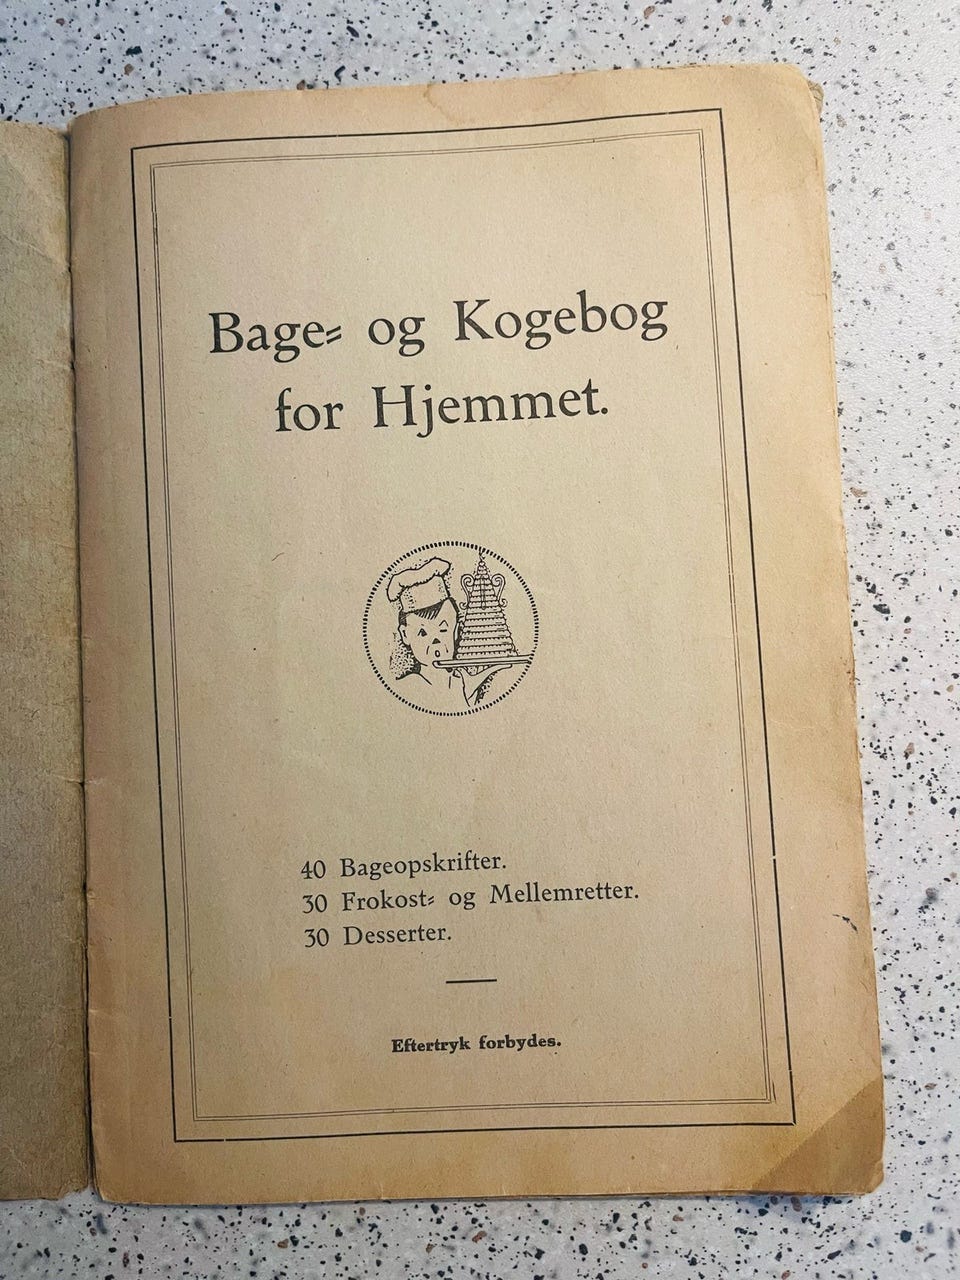 Bage= og Kogebog
for Hjemmet.
40 Bageopskrifter.
30 Frokost= og Mellemretter.
30 Desserter.
Eftertryk forbydes.